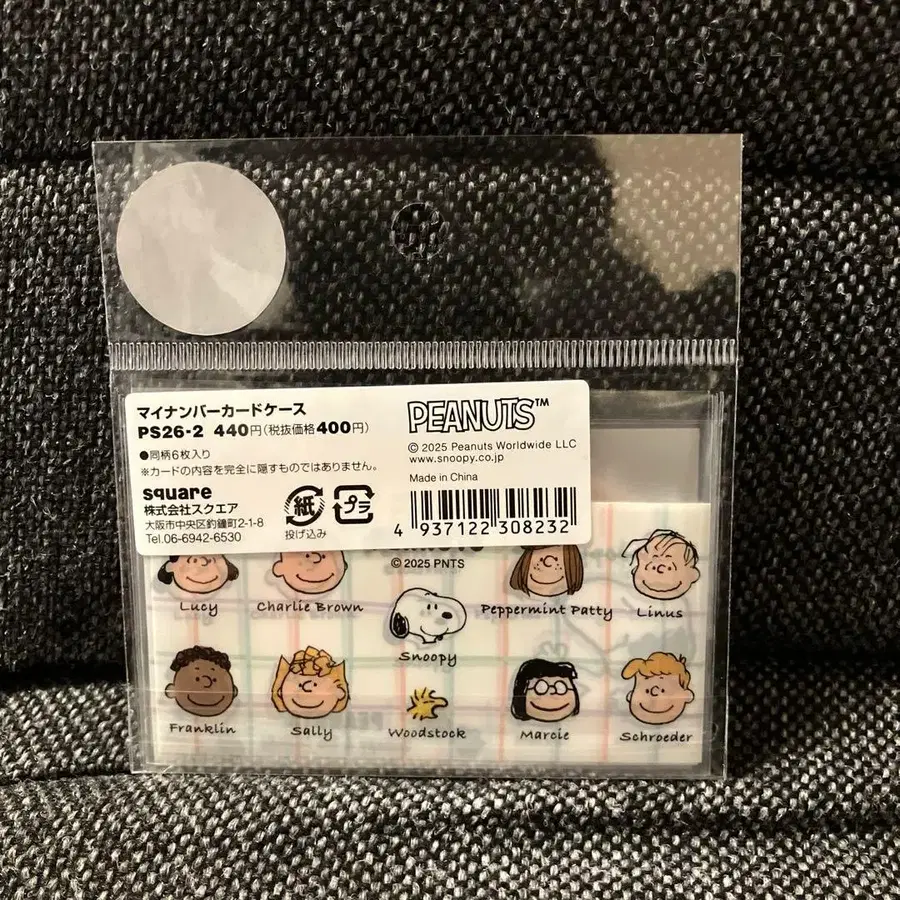 マイナンバーカードケース
PS26-2 440円(税抜価格400円)
●同柄6枚入り
※カードの内容を完全に隠すものではありません。
square
株式会社スクエア
大阪市中央区釣鐘町2-1-8
Tel.06-6942-6530
紙
投げ込み
プラ
PEANUTS™
© 2025 Peanuts Worldwide LLC
www.snoopy.co.jp
Made in China
4 937122 308232
© 2025 PNTS
Lucy
Charlie Brown
Snoopy
Peppermint Patty
Linus
Franklin
Sally
Woodstock
Marcie
Schroeder